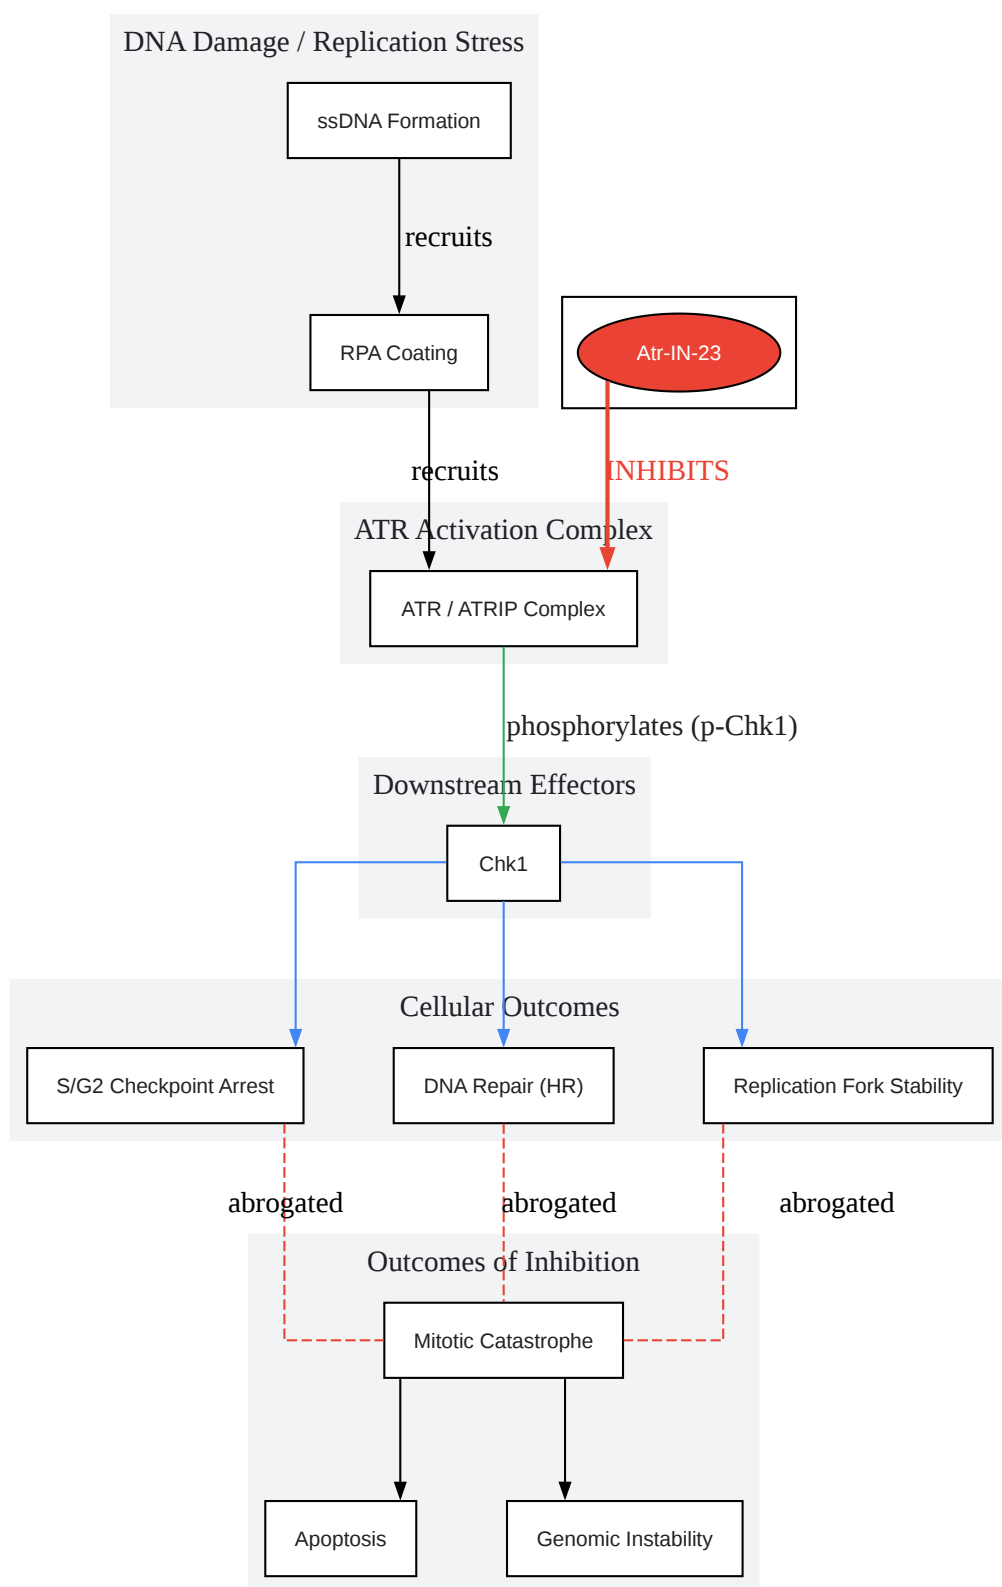 DNA Damage / Replication Stress
ssDNA Formation
recruits
RPA Coating
Atr-IN-23
recruits
INHIBITS
ATR Activation Complex
ATR / ATRIP Complex
phosphorylates (p-Chk1)
Downstream Effectors
Chk1
Cellular Outcomes
S/G2 Checkpoint Arrest
DNA Repair (HR)
Replication Fork Stability
abrogated
abrogated
abrogated
Outcomes of Inhibition
Mitotic Catastrophe
Apoptosis
Genomic Instability